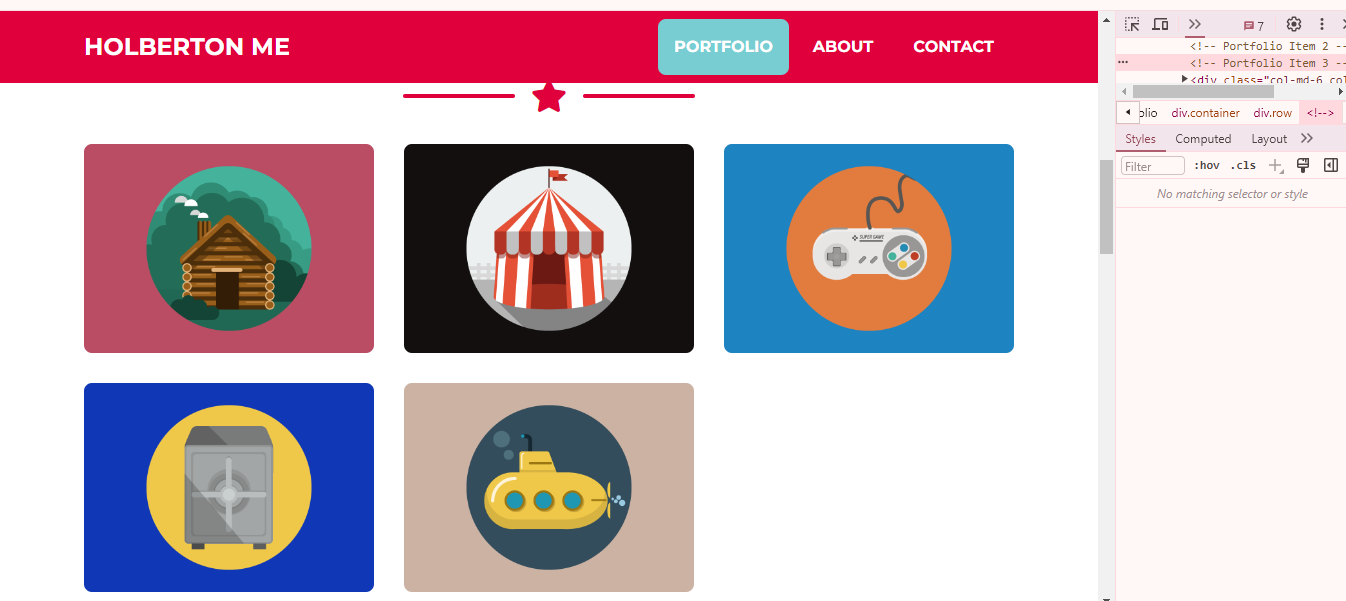 HOLBERTON ME
PORTFOLIO
ABOUT
CONTACT
SUPER GAME
7
<!-- Portfolio Item 2 --
<!-- Portfolio Item 3 --
<div class="col-md-6 col
olio div.container div.row <!-->
Styles Computed Layout
Filter :hov .cls
No matching selector or style